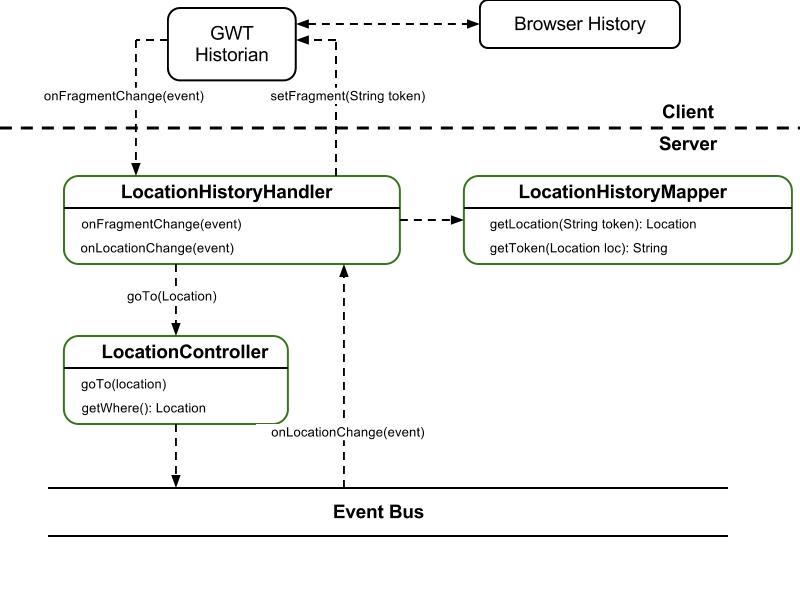 GWT
Historian
Browser History
onFragmentChange(event)
setFragment(String token)
Client
Server
LocationHistoryHandler
onFragmentChange(event)
onLocationChange(event)
LocationHistoryMapper
getLocation(String token): Location
getToken(Location loc): String
goTo(Location)
LocationController
goTo(location)
getWhere(): Location
onLocationChange(event)
Event Bus